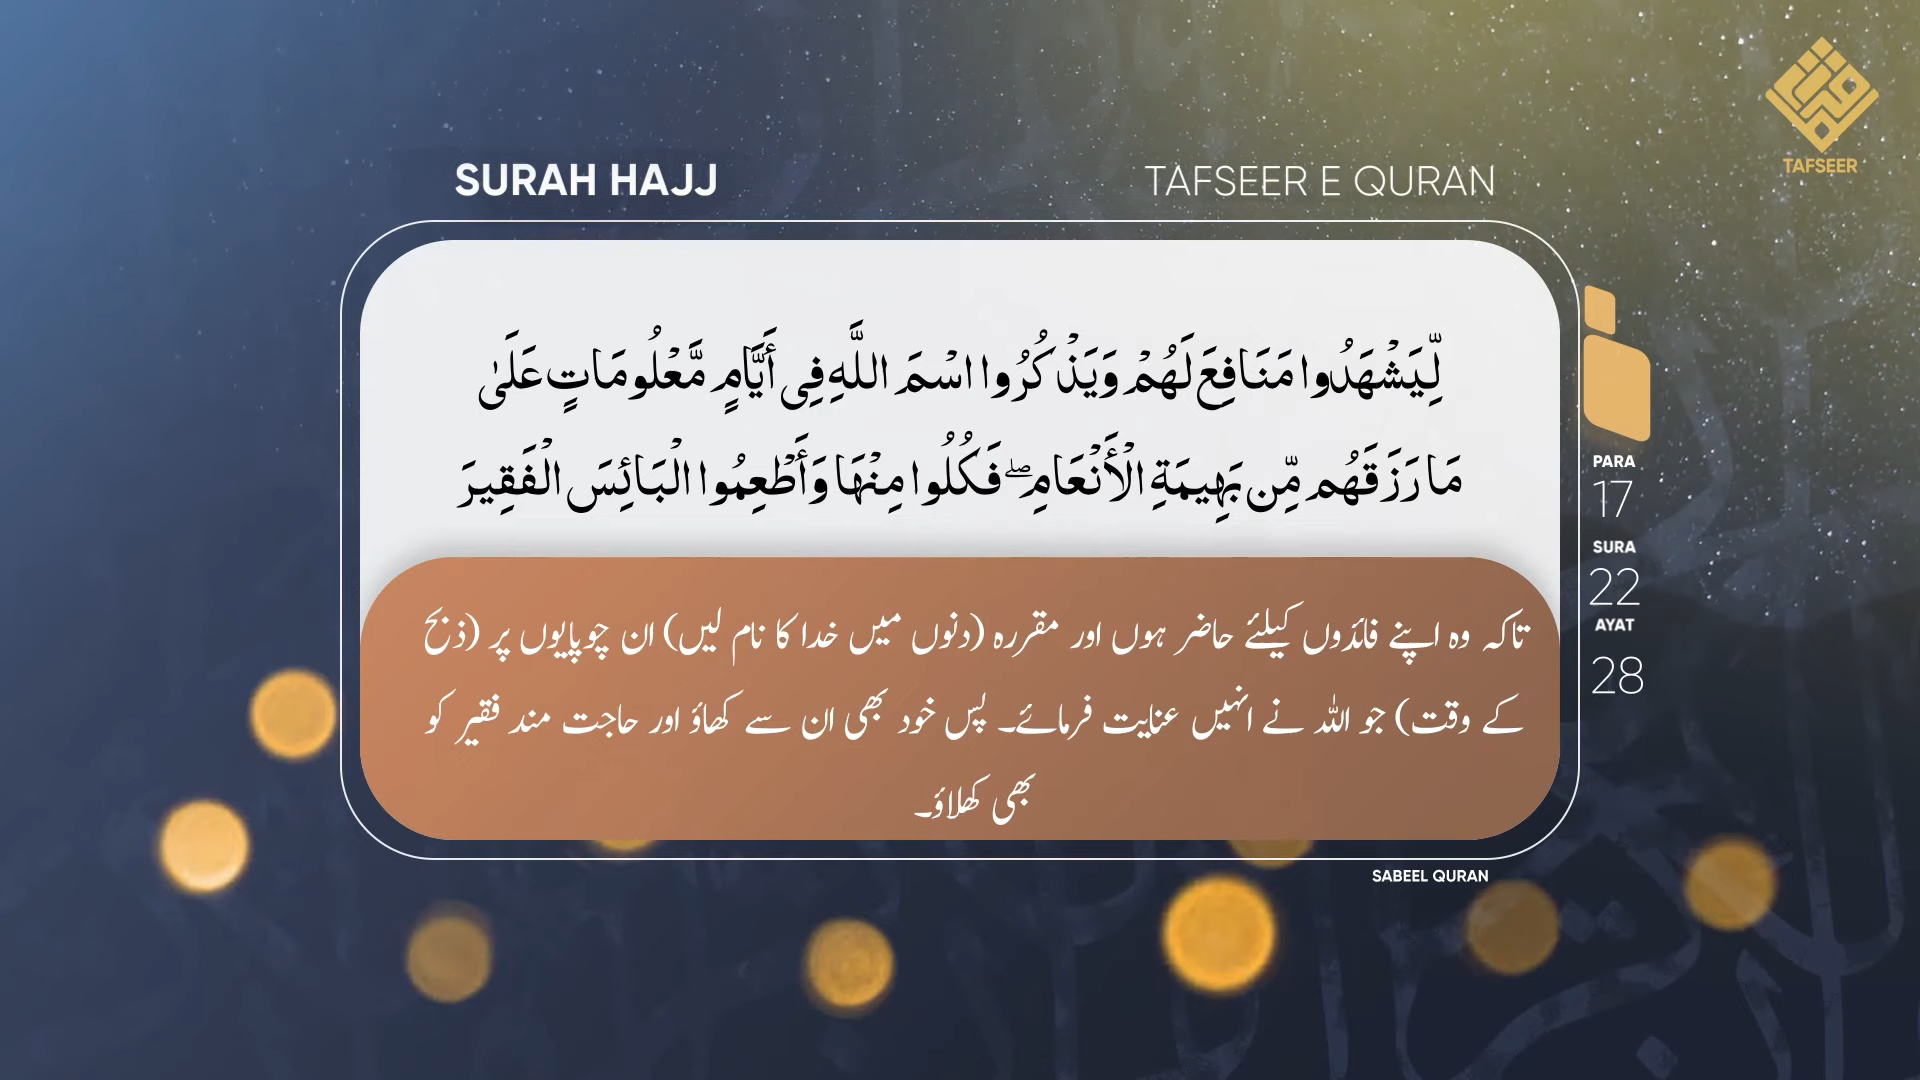 SURAH HAJJ
TAFSEER E QURAN
TAFSEER
لِّيَشْهَدُوا مَنَافِعَ لَهُمْ وَيَذْكُرُوا اسْمَ اللَّهِ فِي أَيَّامٍ مَّعْلُومَاتٍ عَلَىٰ
مَا رَزَقَهُم مِّن بَهِيمَةِ الْأَنْعَامِ ۖ فَكُلُوا مِنْهَا وَأَطْعِمُوا الْبَائِسَ الْفَقِيرَ
تاکہ وہ اپنے فائدوں کیلئے حاضر ہوں اور مقررہ (دنوں میں خدا کا نام لیں) ان چوپایوں پر (ذبح
کے وقت) جو اللہ نے انہیں عنایت فرمائے۔ پس خود بھی ان سے کھاؤ اور حاجت مند فقیر کو
بھی کھلاؤ۔
PARA
17
SURA
22
AYAT
28
SABEEL QURAN